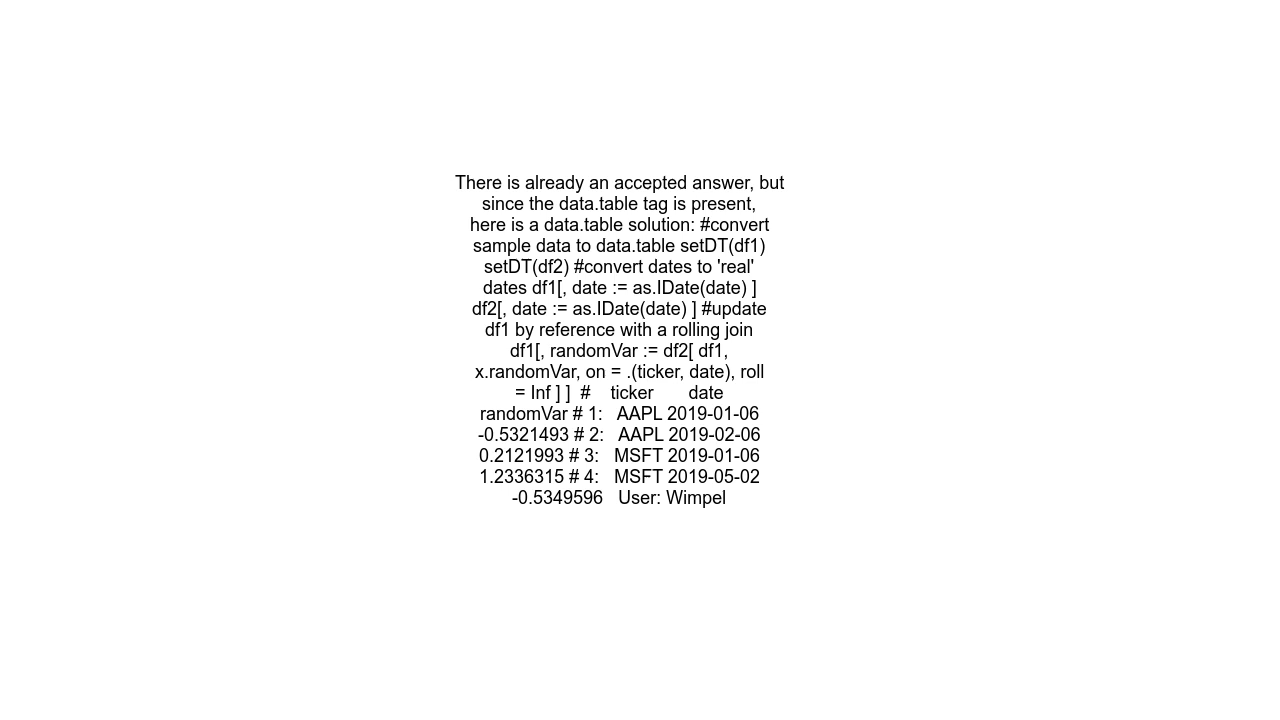 There is already an accepted answer, but
since the data.table tag is present,
here is a data.table solution: #convert
sample data to data.table setDT(df1)
setDT(df2) #convert dates to 'real'
dates df1[, date := as.IDate(date) ]
df2[, date := as.IDate(date) ] #update
df1 by reference with a rolling join
df1[, randomVar := df2[ df1,
x.randomVar, on = .(ticker, date), roll
= Inf ] ]  #    ticker       date
randomVar # 1:   AAPL 2019-01-06
-0.5321493 # 2:   AAPL 2019-02-06
0.2121993 # 3:   MSFT 2019-01-06
1.2336315 # 4:   MSFT 2019-05-02
-0.5349596   User: Wimpel